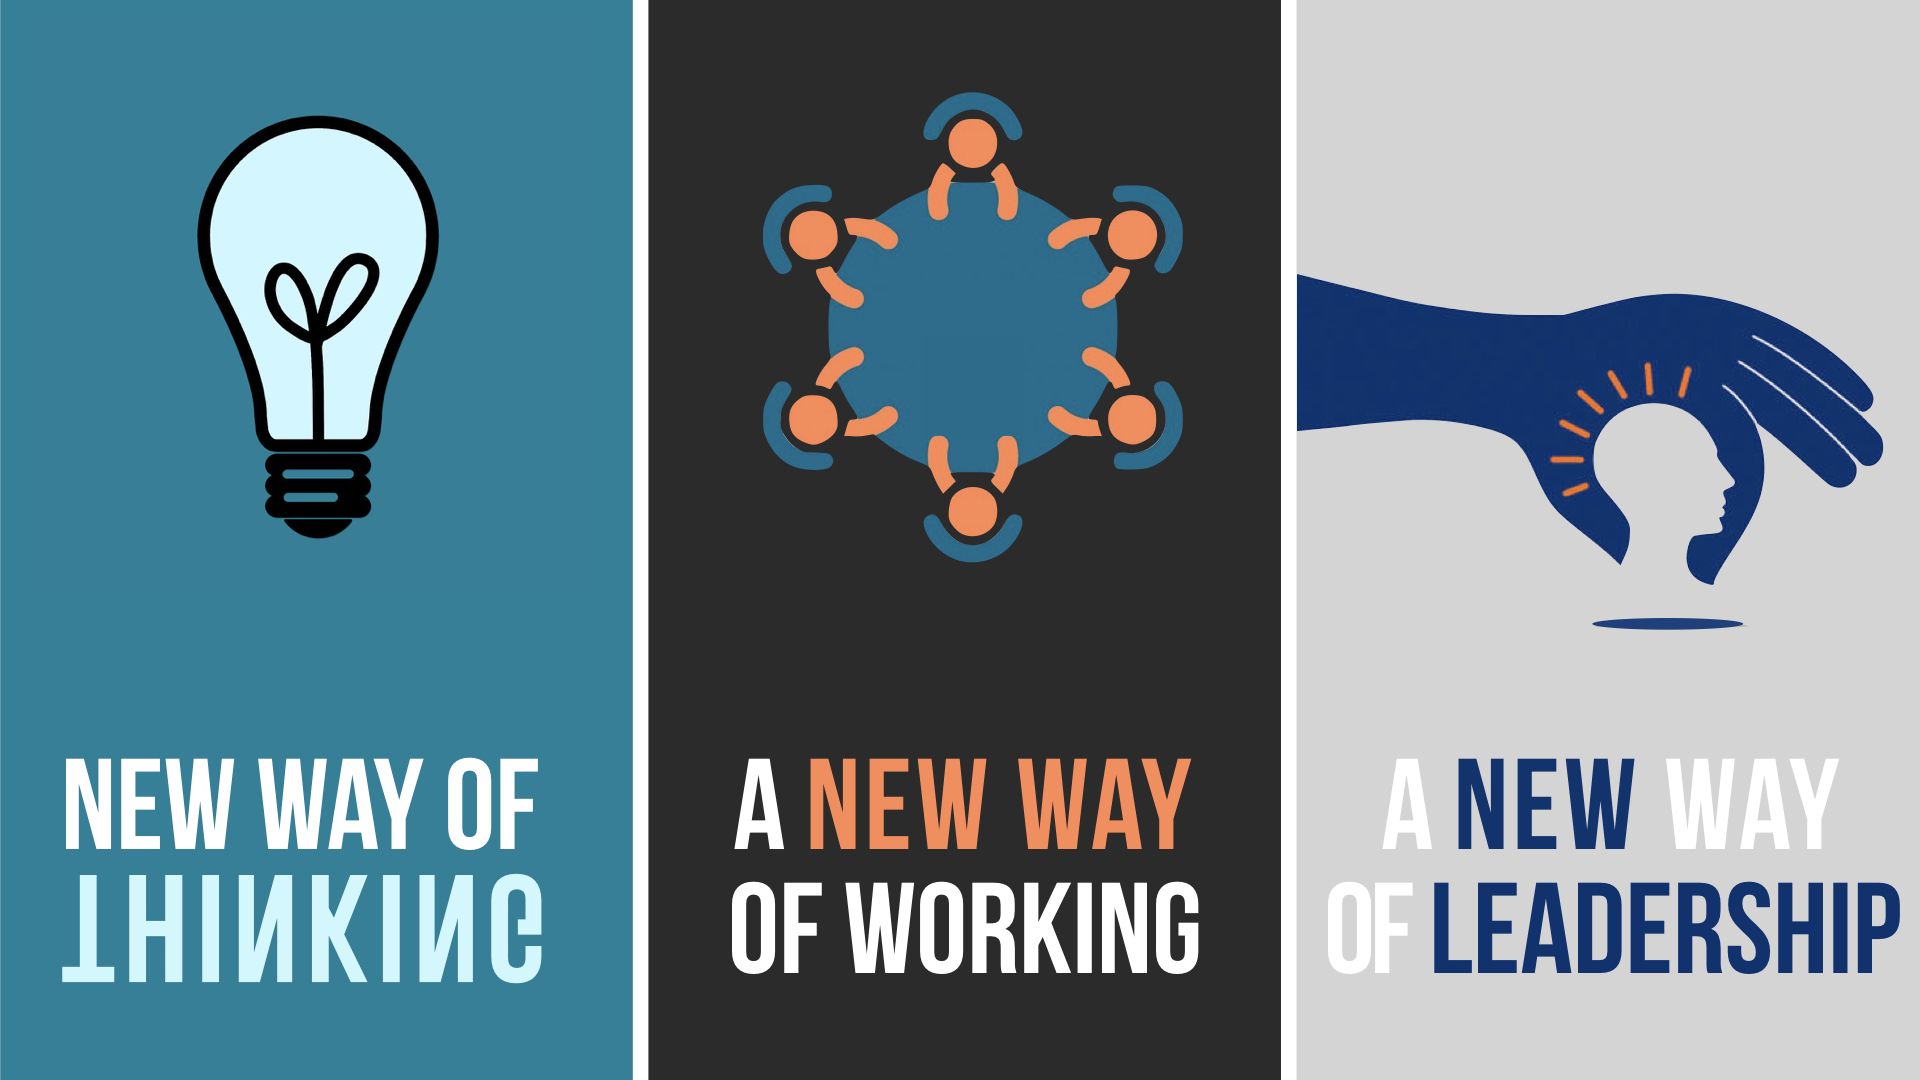 NEW WAY OF
THINKING
A NEW WAY
OF WORKING
A NEW WAY
OF LEADERSHIP